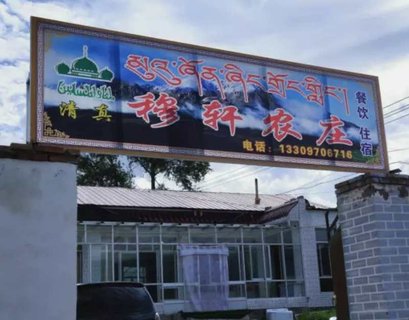 མུའུ་ཞོན་ཞིང་གྲོང་གླིང་།
清真
穆轩农庄
餐饮 住宿
电话：13309706716